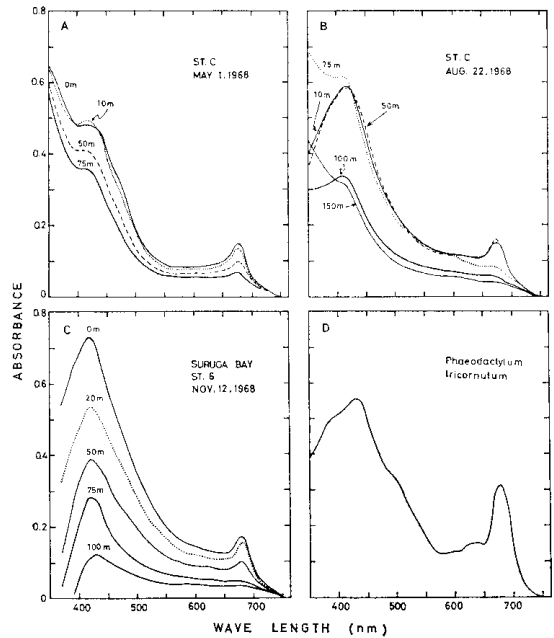 0.8
0.6
0.4
0.2
0
A
ST. C
MAY 1, 1968
0m
10m
50m
75m
B
ST. C
AUG. 22, 1968
75m
10m
50m
100m
150m
ABSORBANCE
0.8
0.6
0.4
0.2
0
C
SURUGA BAY
ST. 6
NOV. 12, 1968
0m
20m
50m
75m
100m
D
Phaeodactylum
tricornutum
400 500 600 700
400 500 600 700
WAVE LENGTH (nm)